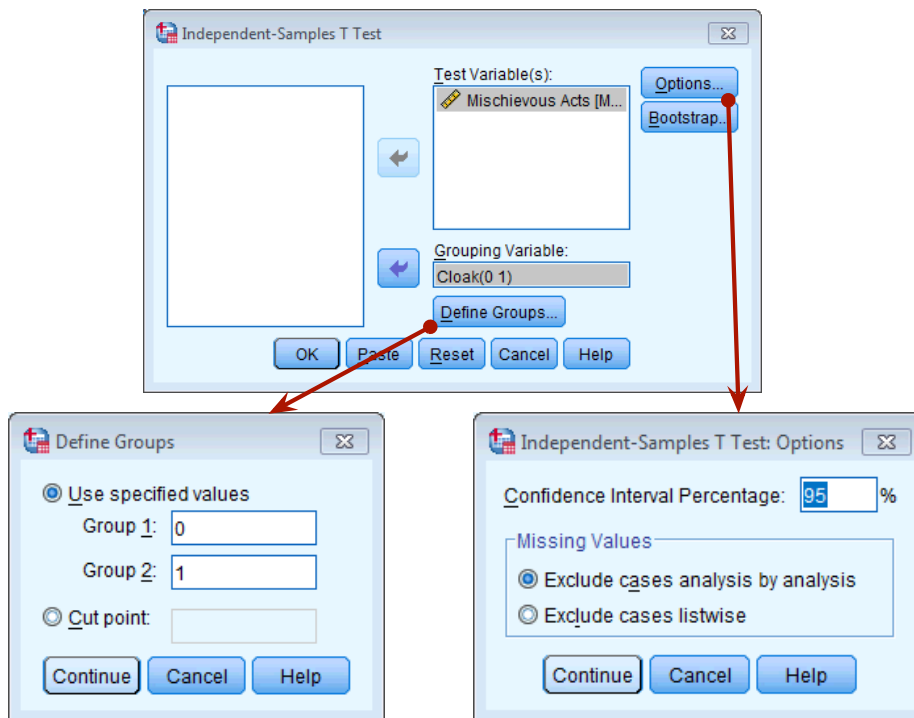 Independent-Samples T Test
Test Variable(s):
Mischievous Acts [M...
Options...
Bootstrap...
Grouping Variable:
Cloak(0 1)
Define Groups...
OK
Paste
Reset
Cancel
Help
Define Groups
Use specified values
Group 1: 0
Group 2: 1
Cut point:
Continue
Cancel
Help
Independent-Samples T Test: Options
Confidence Interval Percentage: 95 %
Missing Values
Exclude cases analysis by analysis
Exclude cases listwise
Continue
Cancel
Help